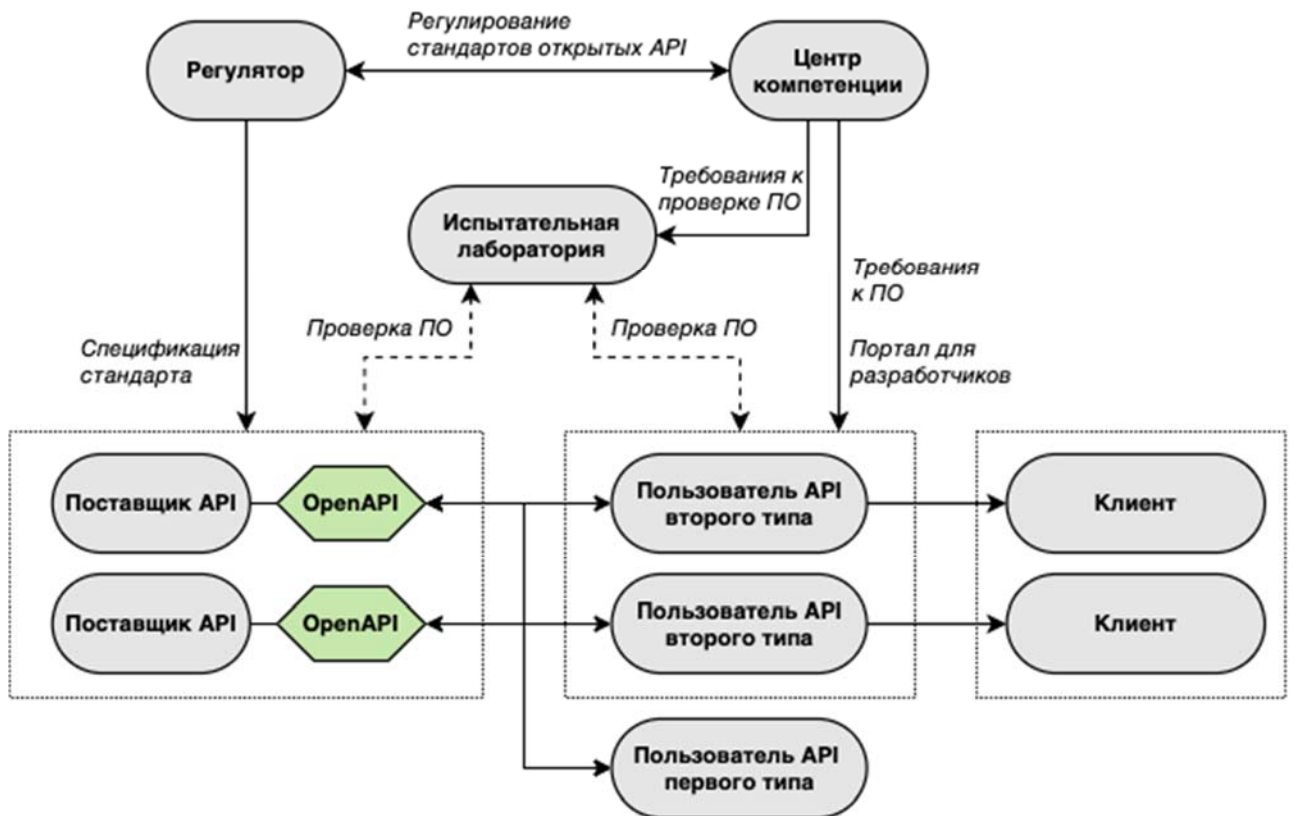 Регулирование
стандартов открытых API
Регулятор
Центр
компетенции
Требования к
проверке ПО
Испытательная
лаборатория
Требования
к ПО
Проверка ПО
Проверка ПО
Спецификация
стандарта
Портал для
разработчиков
Поставщик API
OpenAPI
Пользователь API
второго типа
Клиент
Поставщик API
OpenAPI
Пользователь API
второго типа
Клиент
Пользователь API
первого типа